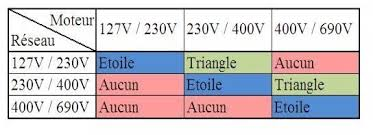 Moteur
Réseau
127V / 230V 230V / 400V 400V / 690V
127V / 230V Etoile Triangle Aucun
230V / 400V Aucun Etoile Triangle
400V / 690V Aucun Aucun Etoile